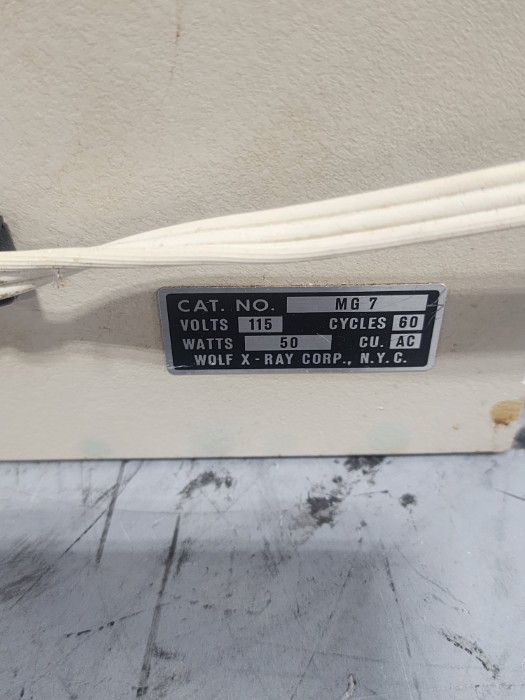 CAT. NO. MG 7
VOLTS 115 CYCLES 60
WATTS 50 CU. AC
WOLF X-RAY CORP., N.Y.C.